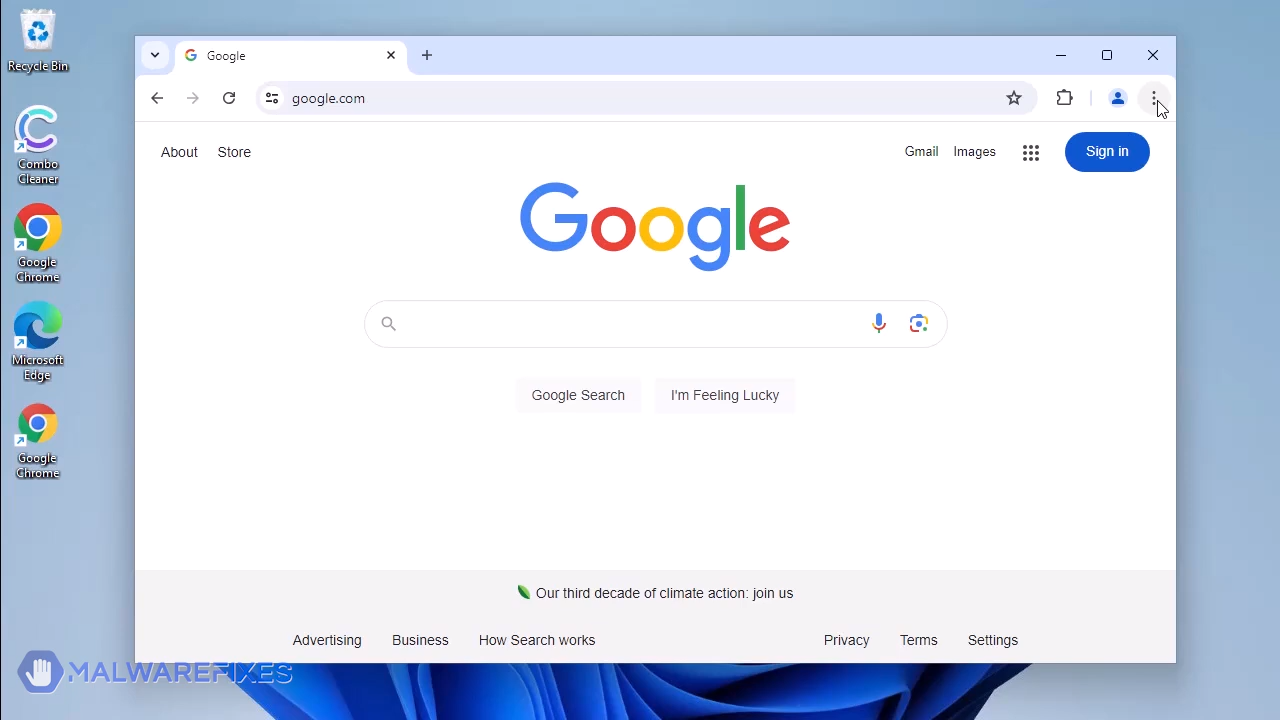 Recycle Bin
Combo
Cleaner
Google
Chrome
Microsoft
Edge
Google
Chrome
Google
google.com
About Store
Gmail Images Sign in
Google
Google Search I'm Feeling Lucky
Our third decade of climate action: join us
Advertising Business How Search works Privacy Terms Settings
MALWAREFIXES